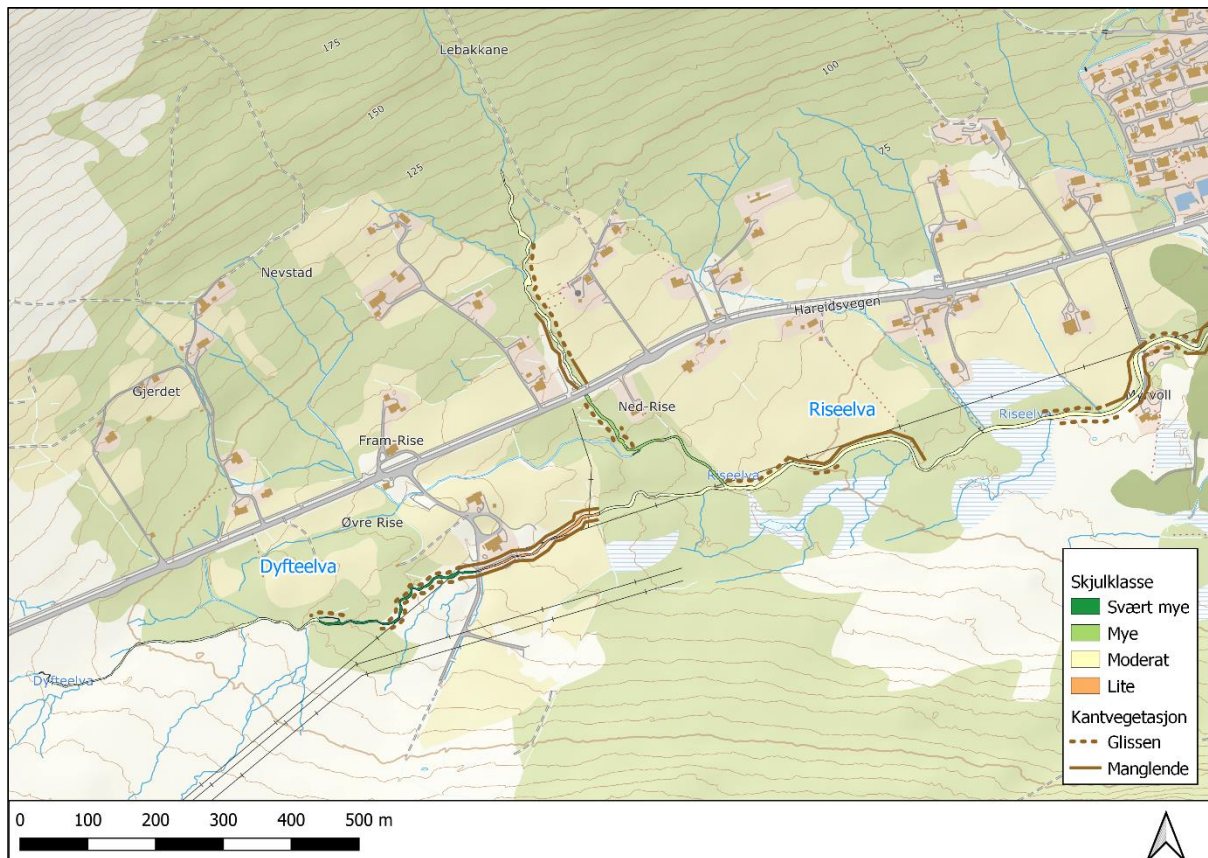 Lebakkane
175
100
150
125
75
Nevstad
Hareidsvegen
Gjerdet
Ned-Rise
Riseelva
Riseelva
Myrvoll
Fram-Rise
Riseelva
Øvre Rise
Dyfteelva
Dyfteelva
Skjulklasse
Svært mye
Mye
Moderat
Lite
Kantvegetasjon
Glissen
Manglende
0 100 200 300 400 500 m